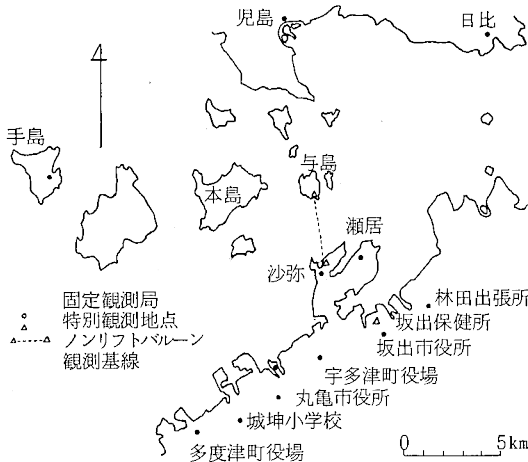 児島
日比
手島
与島
本島
瀬居
沙弥
固定観測局
特別観測地点
ノンリフトバルーン
観測基線
林田出張所
坂出保健所
坂出市役所
宇多津町役場
丸亀市役所
城坤小学校
多度津町役場
0 5km